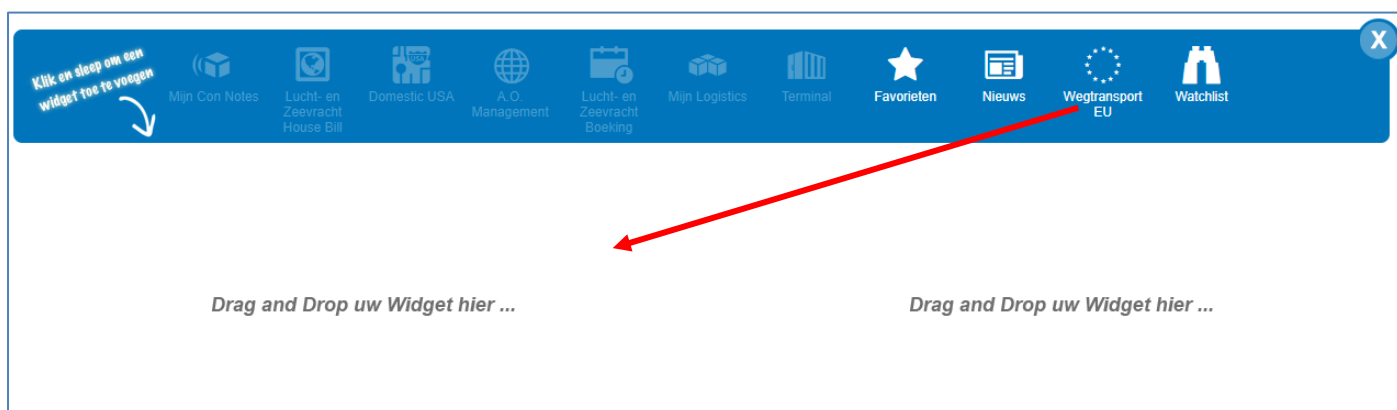 Klik en sleep om een
widget toe te voegen
Mijn Con Notes
Lucht- en
Zeevracht
House Bill
Domestic USA
A.O.
Management
Lucht- en
Zeevracht
Boeking
Mijn Logistics
Terminal
Favorieten
Nieuws
Wegtransport
EU
Watchlist
X
Drag and Drop uw Widget hier ...
Drag and Drop uw Widget hier ...